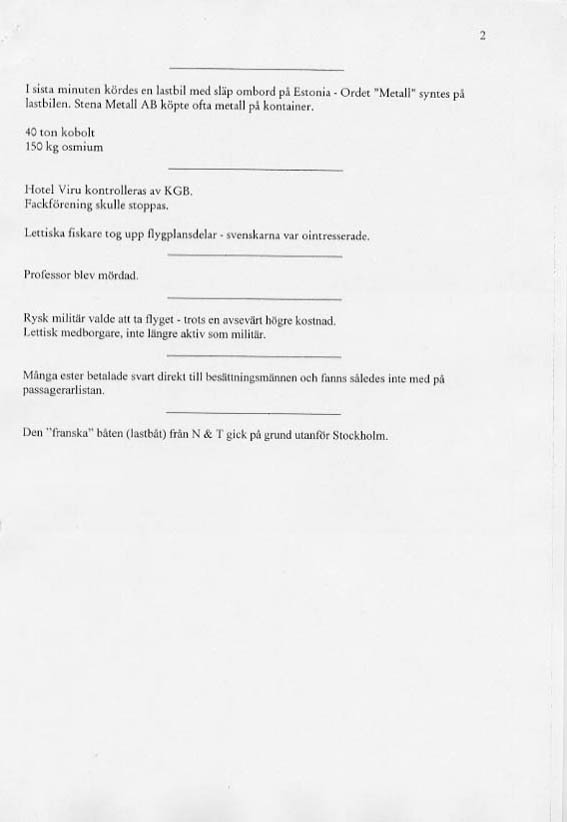 2
I sista minuten kördes en lastbil med släp ombord på Estonia - Ordet "Metall" syntes på
lastbilen. Stena Metall AB köpte ofta metall på kontainer.
40 ton kobolt
150 kg osmium
Hotel Viru kontrolleras av KGB.
Fackförening skulle stoppas.
Lettiska fiskare tog upp flygplansdelar - svenskarna var ointresserade.
Professor blev mördad.
Rysk militär valde att ta flyget - trots en avsevärt högre kostnad.
Lettisk medborgare, inte längre aktiv som militär.
Många ester betalade svart direkt till besättningsmännen och fanns således inte med på
passagerarlistan.
Den "franska" båten (lastbåt) från N & T gick på grund utanför Stockholm.